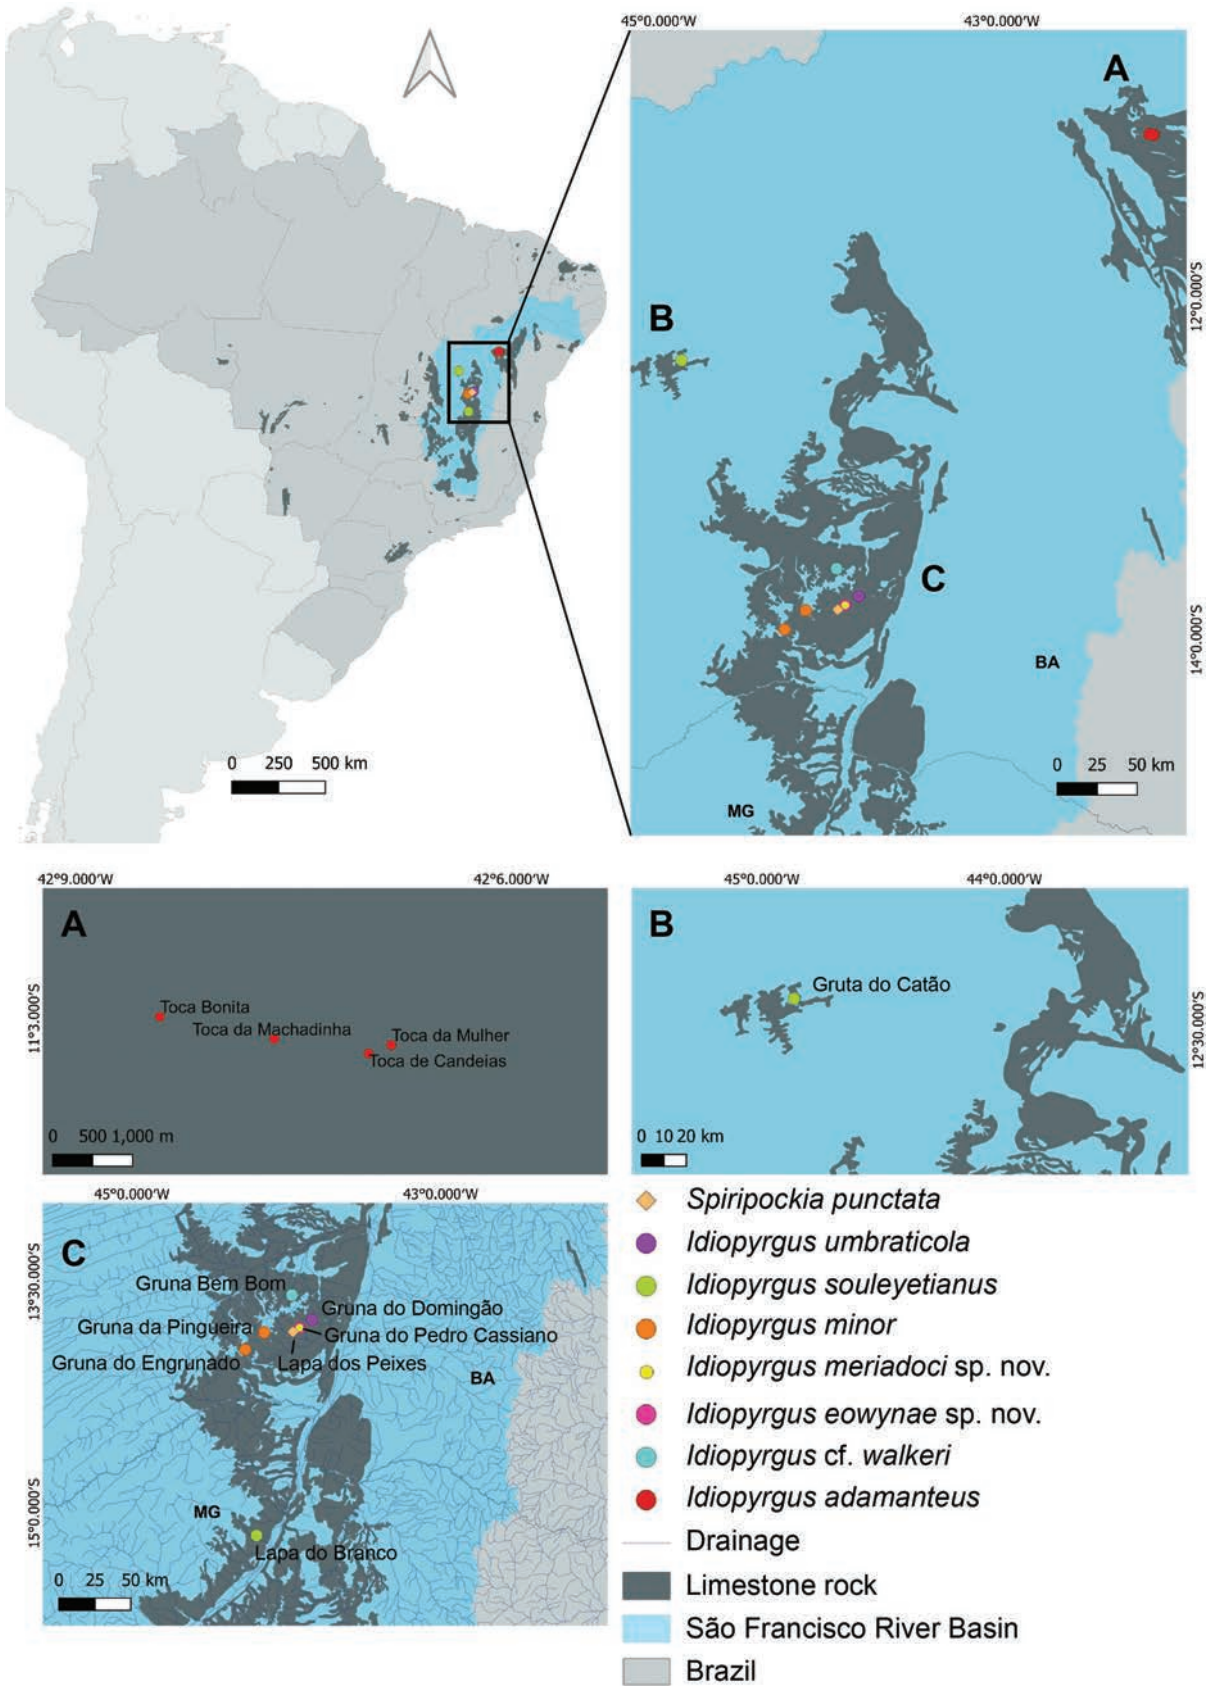 45°0.000'W
43°0.000'W
A
12°0.000'S
B
C
14°0.000'S
BA
0 250 500 km
0 25 50 km
MG
42°9.000'W
42°6.000'W
A
11°3.000'S
Toca Bonita
Toca da Machadinha
Toca da Mulher
Toca de Candeias
0 500 1,000 m
45°0.000'W
44°0.000'W
B
Gruta do Catão
12°30.000'S
0 10 20 km
45°0.000'W
43°0.000'W
C
13°30.000'S
Gruna Bem Bom
Gruna do Domingão
Gruna da Pingueira
Gruna do Pedro Cassiano
Gruna do Engrunado
Lapa dos Peixes
BA
15°0.000'S
MG
Lapa do Branco
0 25 50 km
Spiripockia punctata
Idiopyrgus umbraticola
Idiopyrgus souleyetianus
Idiopyrgus minor
Idiopyrgus meriadoci sp. nov.
Idiopyrgus eowynae sp. nov.
Idiopyrgus cf. walkeri
Idiopyrgus adamanteus
Drainage
Limestone rock
São Francisco River Basin
Brazil